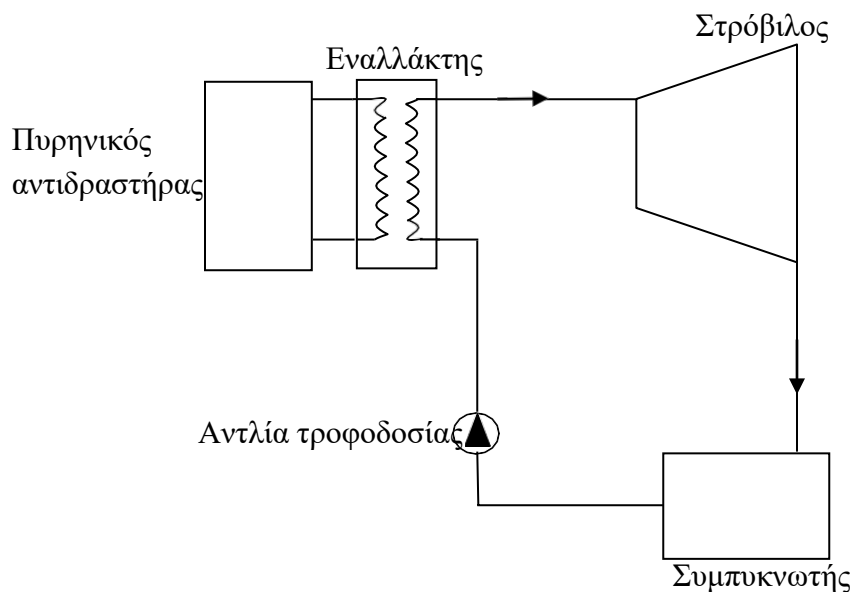 Στρόβιλος
Εναλλάκτης
Πυρηνικός
αντιδραστήρας
Αντλία τροφοδοσίας
Συμπυκνωτής